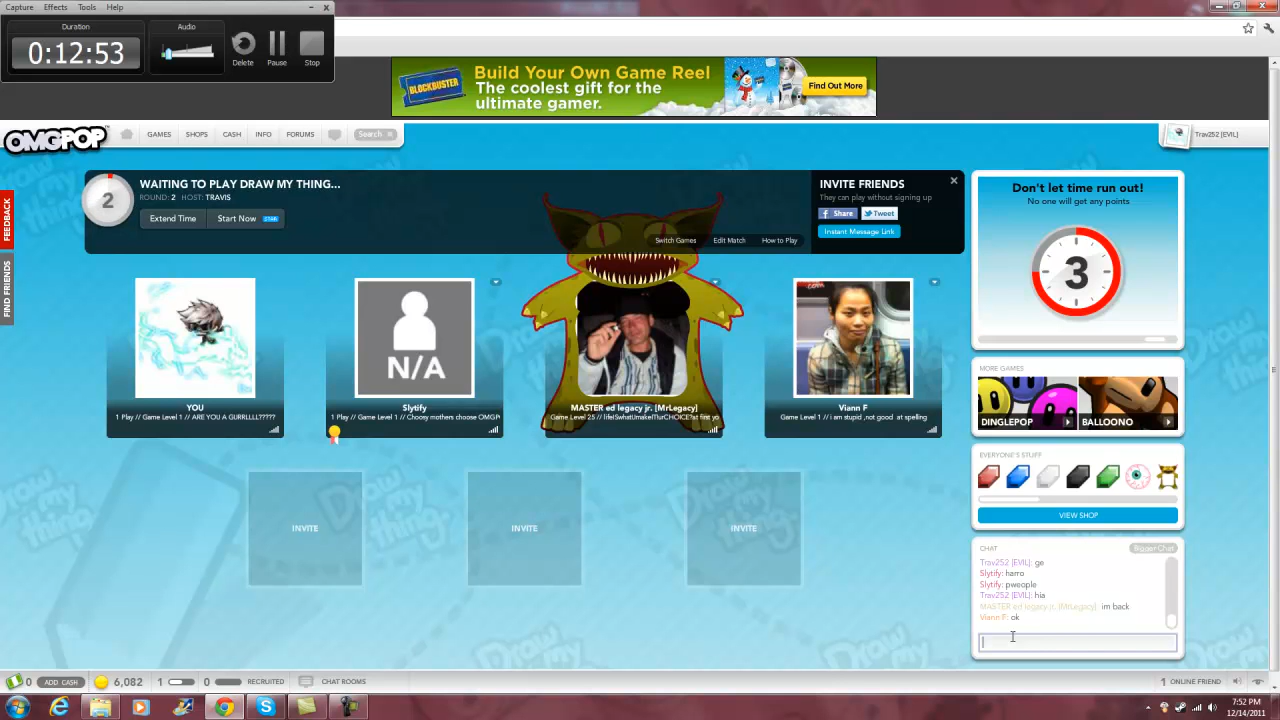 Capture Effects Tools Help
Duration
Audio
0:12:53
Delete Pause Stop
BLOCKBUSTER
Build Your Own Game Reel
The coolest gift for the
ultimate gamer.
Find Out More
OMGPOP
GAMES SHOPS CASH INFO FORUMS
Search
Trav252 [EVIL]
FEEDBACK
FIND FRIENDS
2
WAITING TO PLAY DRAW MY THING...
ROUND: 2 HOST: TRAVIS
Extend Time Start Now STAR
Switch Games Edit Match How to Play
INVITE FRIENDS
They can play without signing up
Share Tweet
Instant Message Link
Don't let time run out!
No one will get any points
3
N/A
YOU
1 Play // Game Level 1 // ARE YOU A GURRLLLL?????
Slytify
1 Play // Game Level 1 // Choosy mothers choose OMGP
MASTER ed legacy jr. [MrLegacy]
Viann F
Game Level 1 // i am stupid ,not good at spelling
INVITE INVITE INVITE
MORE GAMES
DINGLEPOP
BALLOONO
EVERYONE'S STUFF
VIEW SHOP
CHAT
Bigger Chat
Trav252 [EVIL]: ge
Slytify: harro
Slytify: pweople
Trav252 [EVIL]: hia
MASTER ed legacy jr. [MrLegacy]: im back
Viann F: ok
0 ADD CASH 6,082 1 0 RECRUITED CHAT ROOMS
1 ONLINE FRIEND
7:52 PM
12/14/2011